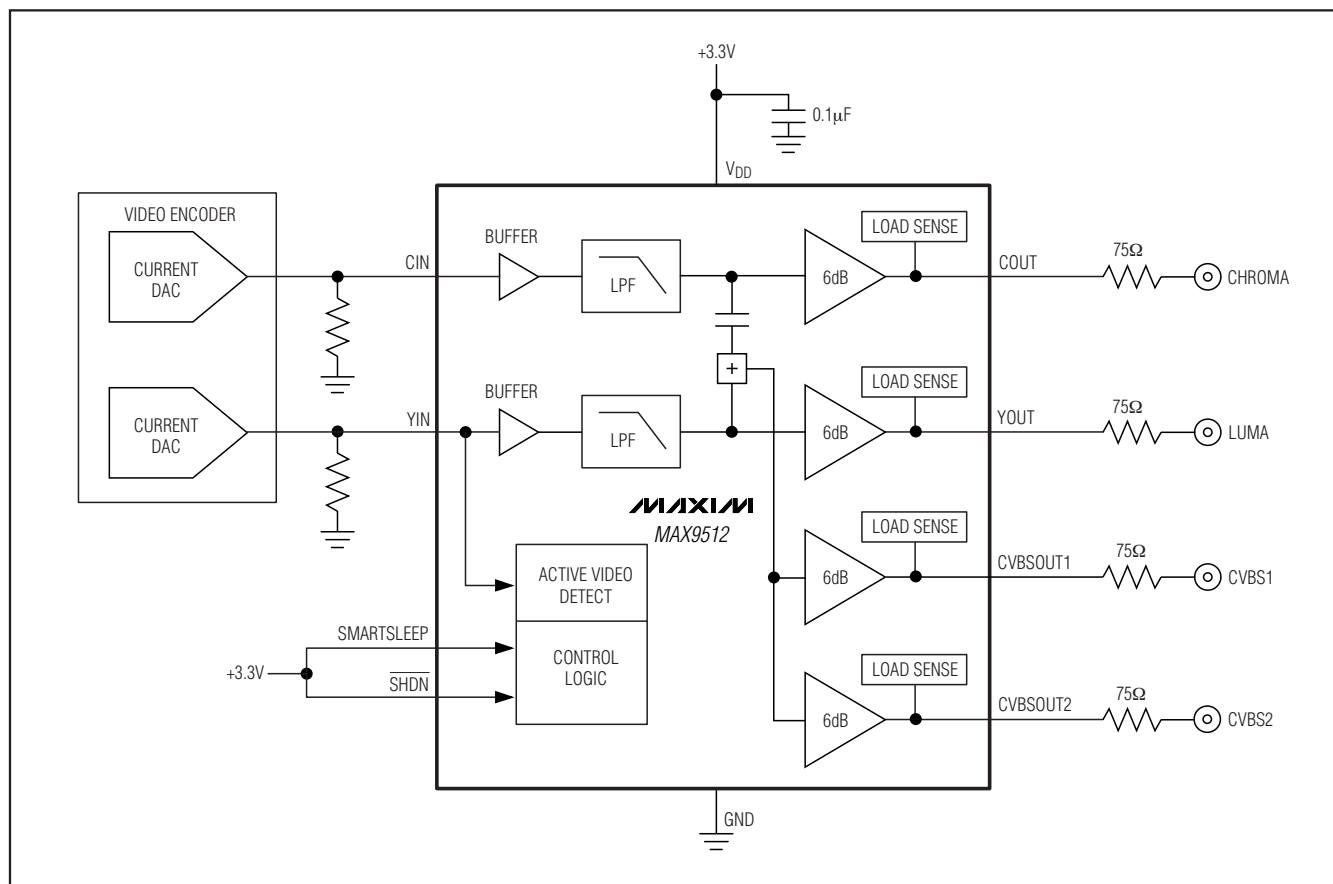 +3.3V
0.1μF
VDD
VIDEO ENCODER
CURRENT
DAC
CIN
BUFFER
LPF
6dB
LOAD SENSE
COUT
75Ω
CHROMA
+
CURRENT
DAC
YIN
BUFFER
LPF
6dB
LOAD SENSE
YOUT
75Ω
LUMA
MAXIM
MAX9512
ACTIVE VIDEO
DETECT
CONTROL
LOGIC
SMARTSLEEP
+3.3V
SHDN
6dB
LOAD SENSE
CVBSOUT1
75Ω
CVBS1
6dB
LOAD SENSE
CVBSOUT2
75Ω
CVBS2
GND